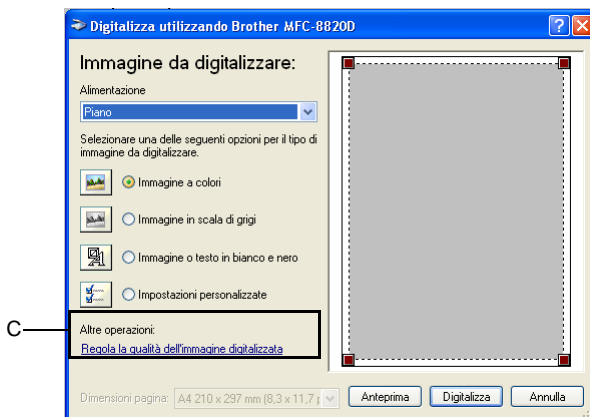 Digitalizza utilizzando Brother MFC-8820D
Immagine da digitalizzare:
Alimentazione
Piano
Selezionare una delle seguenti opzioni per il tipo di
immagine da digitalizzare.
Immagine a colori
Immagine in scala di grigi
Immagine o testo in bianco e nero
Impostazioni personalizzate
C
Altre operazioni:
Regola la qualità dell'immagine digitalizzata
Dimensioni pagina: A4 210 x 297 mm (8,3 x 11,7 p
Anteprima
Digitalizza
Annulla